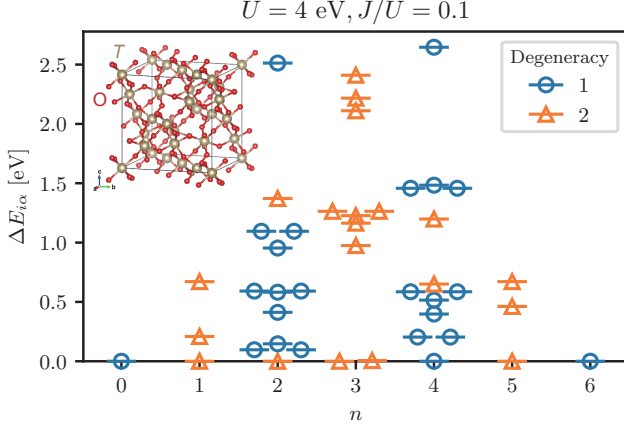 U = 4 eV, J/U = 0.1
ΔE_{iα} [eV]
2.5
2.0
1.5
1.0
0.5
0.0
T
O
c
a
b
Degeneracy
1
2
0 1 2 3 4 5 6
n